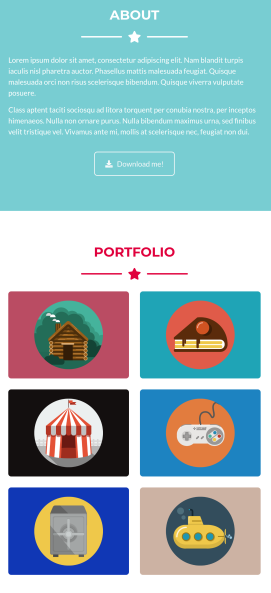 ABOUT
Lorem ipsum dolor sit amet, consectetur adipiscing elit. Nam blandit turpis
iaculis nisl pharetra auctor. Phasellus mattis malesuada feugiat. Quisque
malesuada orci non risus scelerisque bibendum. Quisque viverra vulputate
posuere.
Class aptent taciti sociosqu ad litora torquent per conubia nostra, per inceptos
himenaeos. Nulla non ornare purus. Nulla bibendum maximus urna, sed finibus
velit tristique vel. Vivamus ante mi, mollis at scelerisque nec, feugiat non dui.
Download me!
PORTFOLIO